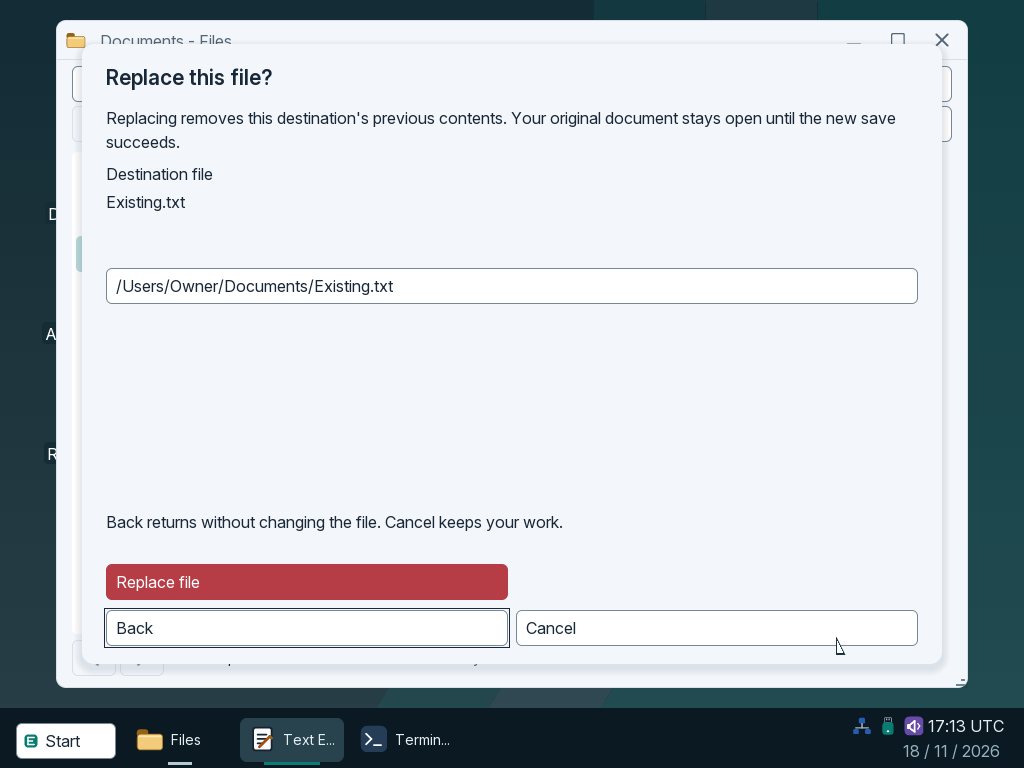 Documents - Files
Replace this file?
Replacing removes this destination's previous contents. Your original document stays open until the new save
succeeds.
Destination file
Existing.txt
/Users/Owner/Documents/Existing.txt
Back returns without changing the file. Cancel keeps your work.
Replace file
Back
Cancel
D
A
R
Start
Files
Text E...
Termin...
17:13 UTC
18 / 11 / 2026